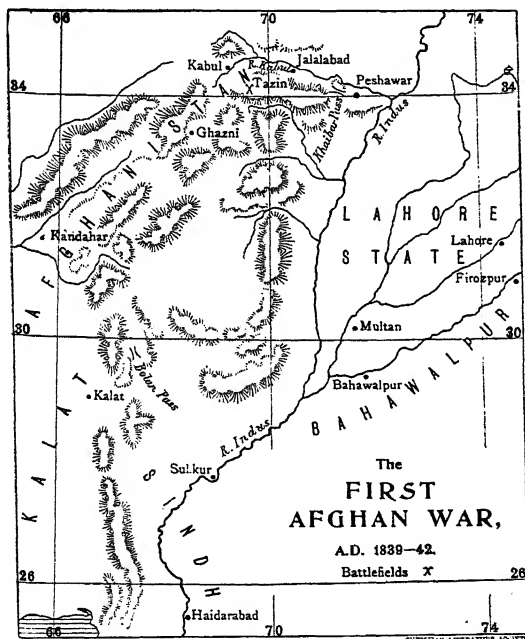 66
70
74
Kabul
R. Kabul
Jalalabad
Tazin
Peshawar
34
34
Khaibar Pass
R. Indus
Ghazni
AFGHANISTAN
Kandahar
LAHORE
STATE
Lahore
Firozpur
30
30
Multan
Bolan Pass
Kalat
KALAT
Bahawalpur
BAHAWALPUR
R. Indus
Sukkur
SINDH
The
FIRST
AFGHAN WAR,
A.D. 1839–42.
Battlefields x
26
26
Haidarabad
66
70
74